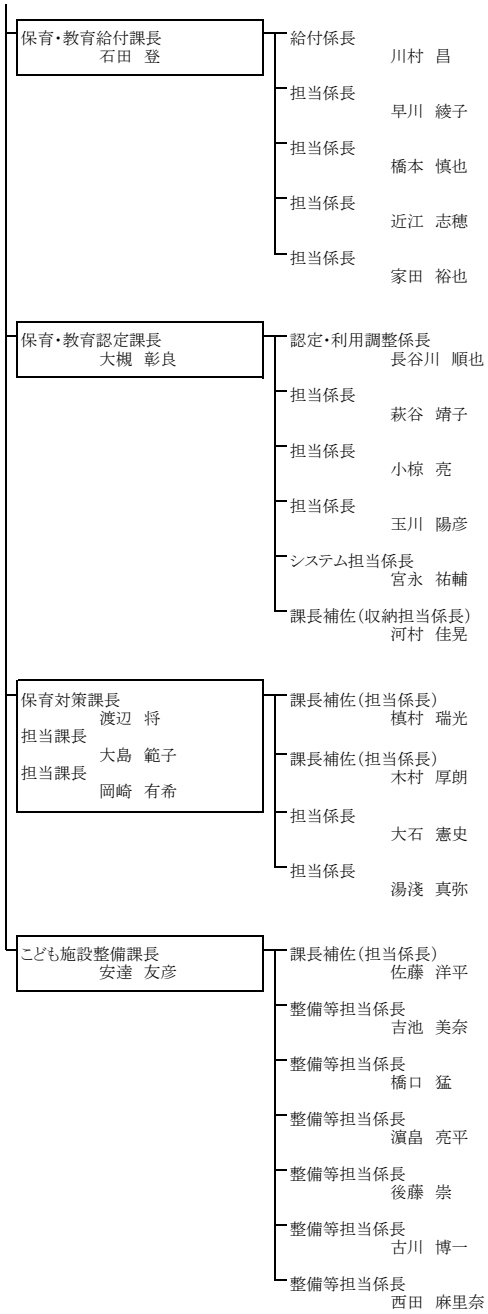 保育・教育給付課長
石田 登
給付係長
川村 昌
担当係長
早川 綾子
担当係長
橋本 慎也
担当係長
近江 志穂
担当係長
家田 裕也
保育・教育認定課長
大槻 彰良
認定・利用調整係長
長谷川 順也
担当係長
萩谷 靖子
担当係長
小椋 亮
担当係長
玉川 陽彦
システム担当係長
宮永 祐輔
課長補佐(収納担当係長)
河村 佳晃
保育対策課長
渡辺 将
担当課長
大島 範子
担当課長
岡崎 有希
課長補佐(担当係長)
槙村 瑞光
課長補佐(担当係長)
木村 厚朗
担当係長
大石 憲史
担当係長
湯淺 真弥
こども施設整備課長
安達 友彦
課長補佐(担当係長)
佐藤 洋平
整備等担当係長
吉池 美奈
整備等担当係長
橋口 猛
整備等担当係長
濵畠 亮平
整備等担当係長
後藤 崇
整備等担当係長
古川 博一
整備等担当係長
西田 麻里奈